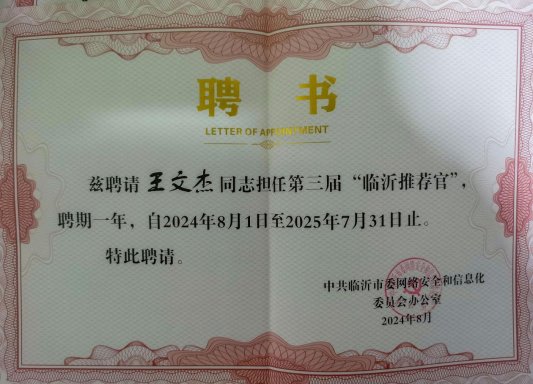 聘 书
LETTER OF APPOINTMENT
兹聘请 王文杰 同志担任第三届“临沂推荐官”，
聘期一年，自2024年8月1日至2025年7月31日止。
特此聘请。
中共临沂市委网络安全和信息化
委员会办公室
2024年8月